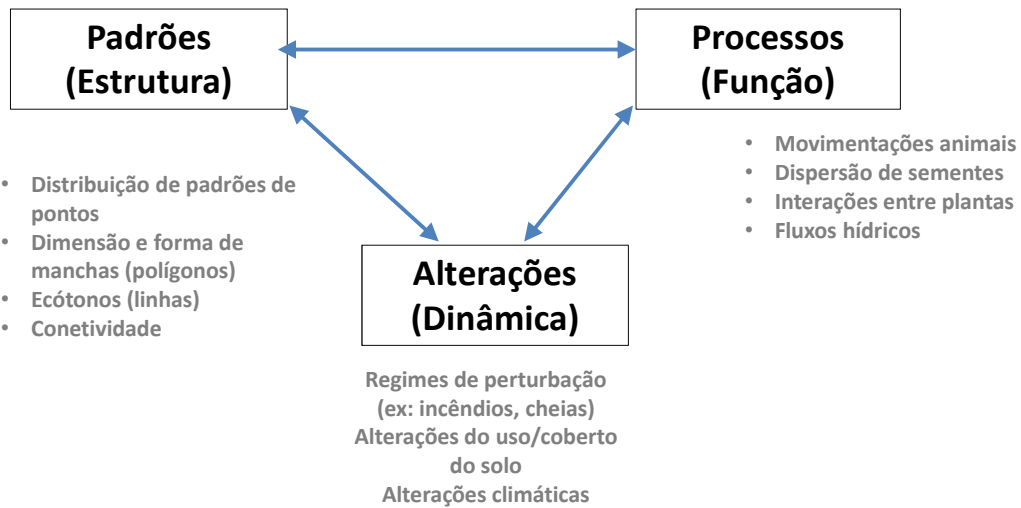 Padrões
(Estrutura)
Processos
(Função)
• Distribuição de padrões de
pontos
• Dimensão e forma de
manchas (polígonos)
• Ecótonos (linhas)
• Conetividade
• Movimentações animais
• Dispersão de sementes
• Interações entre plantas
• Fluxos hídricos
Alterações
(Dinâmica)
Regimes de perturbação
(ex: incêndios, cheias)
Alterações do uso/coberto
do solo
Alterações climáticas